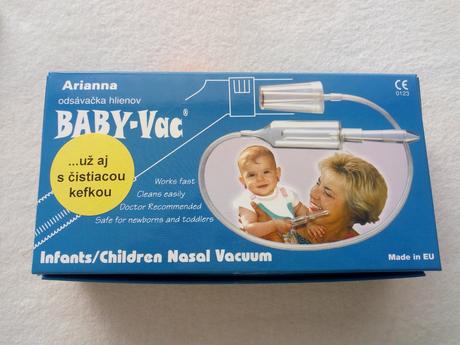 Arianna
odsávačka hlienov
BABY-Vac®
...už aj
s čistiacou
kefkou
Works fast
Cleans easily
Doctor Recommended
Safe for newborns and toddlers
CE
0123
Infants/Children Nasal Vacuum
Made in EU